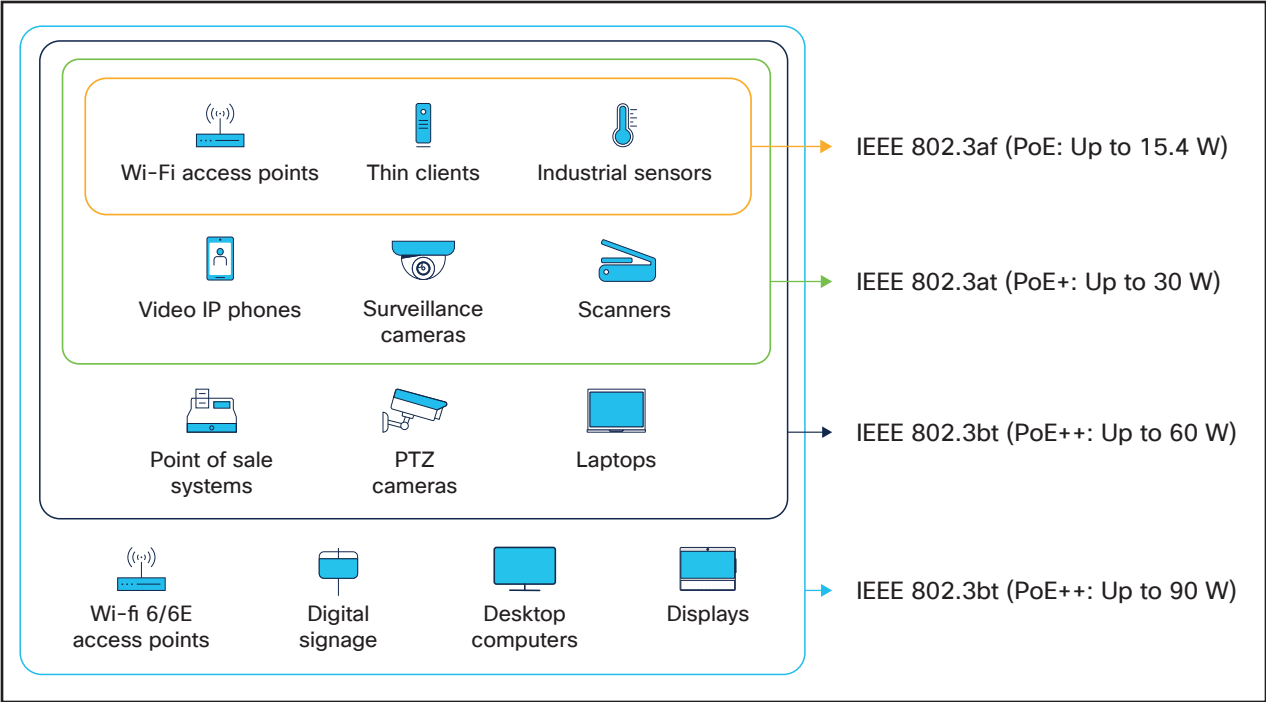 Wi-Fi access points
Thin clients
Industrial sensors
IEEE 802.3af (PoE: Up to 15.4 W)
Video IP phones
Surveillance
cameras
Scanners
IEEE 802.3at (PoE+: Up to 30 W)
Point of sale
systems
PTZ
cameras
Laptops
IEEE 802.3bt (PoE++: Up to 60 W)
Wi-fi 6/6E
access points
Digital
signage
Desktop
computers
Displays
IEEE 802.3bt (PoE++: Up to 90 W)